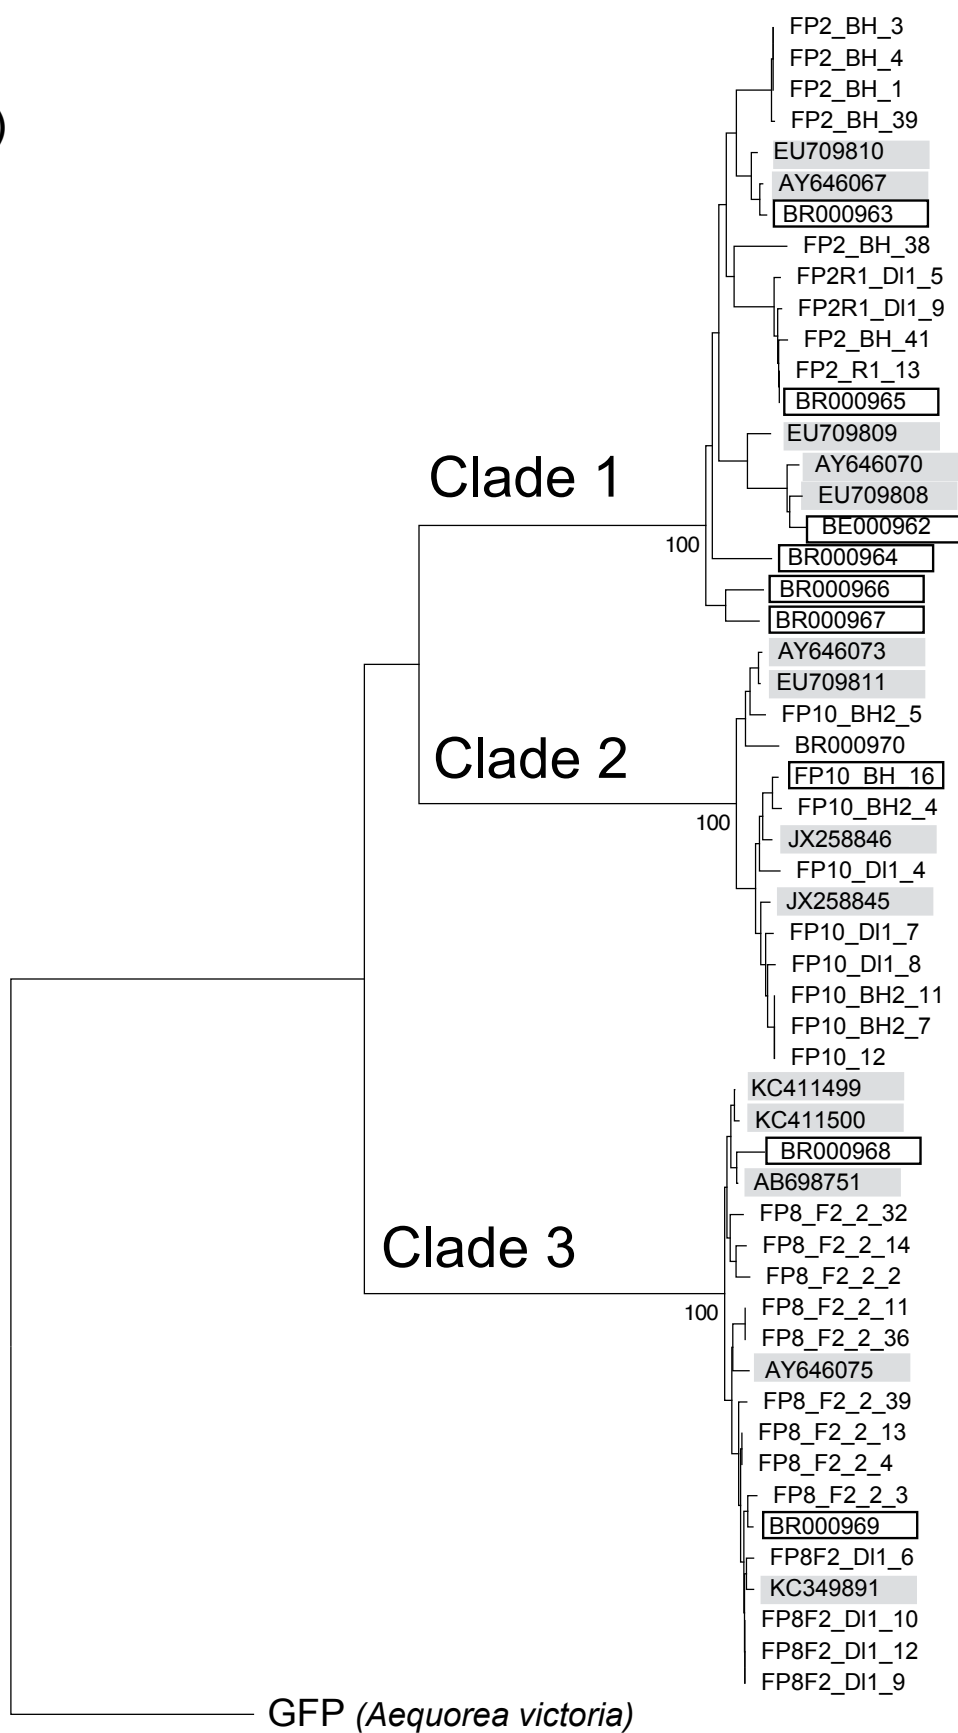 )
FP2_BH_3
FP2_BH_4
FP2_BH_1
FP2_BH_39
EU709810
AY646067
BR000963
FP2_BH_38
FP2R1_DI1_5
FP2R1_DI1_9
FP2_BH_41
FP2_R1_13
BR000965
EU709809
Clade 1
AY646070
EU709808
BE000962
100
BR000964
BR000966
BR000967
AY646073
EU709811
FP10_BH2_5
BR000970
Clade 2
FP10_BH_16
FP10_BH2_4
100
JX258846
FP10_DI1_4
JX258845
FP10_DI1_7
FP10_DI1_8
FP10_BH2_11
FP10_BH2_7
FP10_12
KC411499
KC411500
BR000968
AB698751
FP8_F2_2_32
Clade 3
FP8_F2_2_14
FP8_F2_2_2
FP8_F2_2_11
100
FP8_F2_2_36
AY646075
FP8_F2_2_39
FP8_F2_2_13
FP8_F2_2_4
FP8_F2_2_3
BR000969
FP8F2_DI1_6
KC349891
FP8F2_DI1_10
FP8F2_DI1_12
FP8F2_DI1_9
GFP (Aequorea victoria)